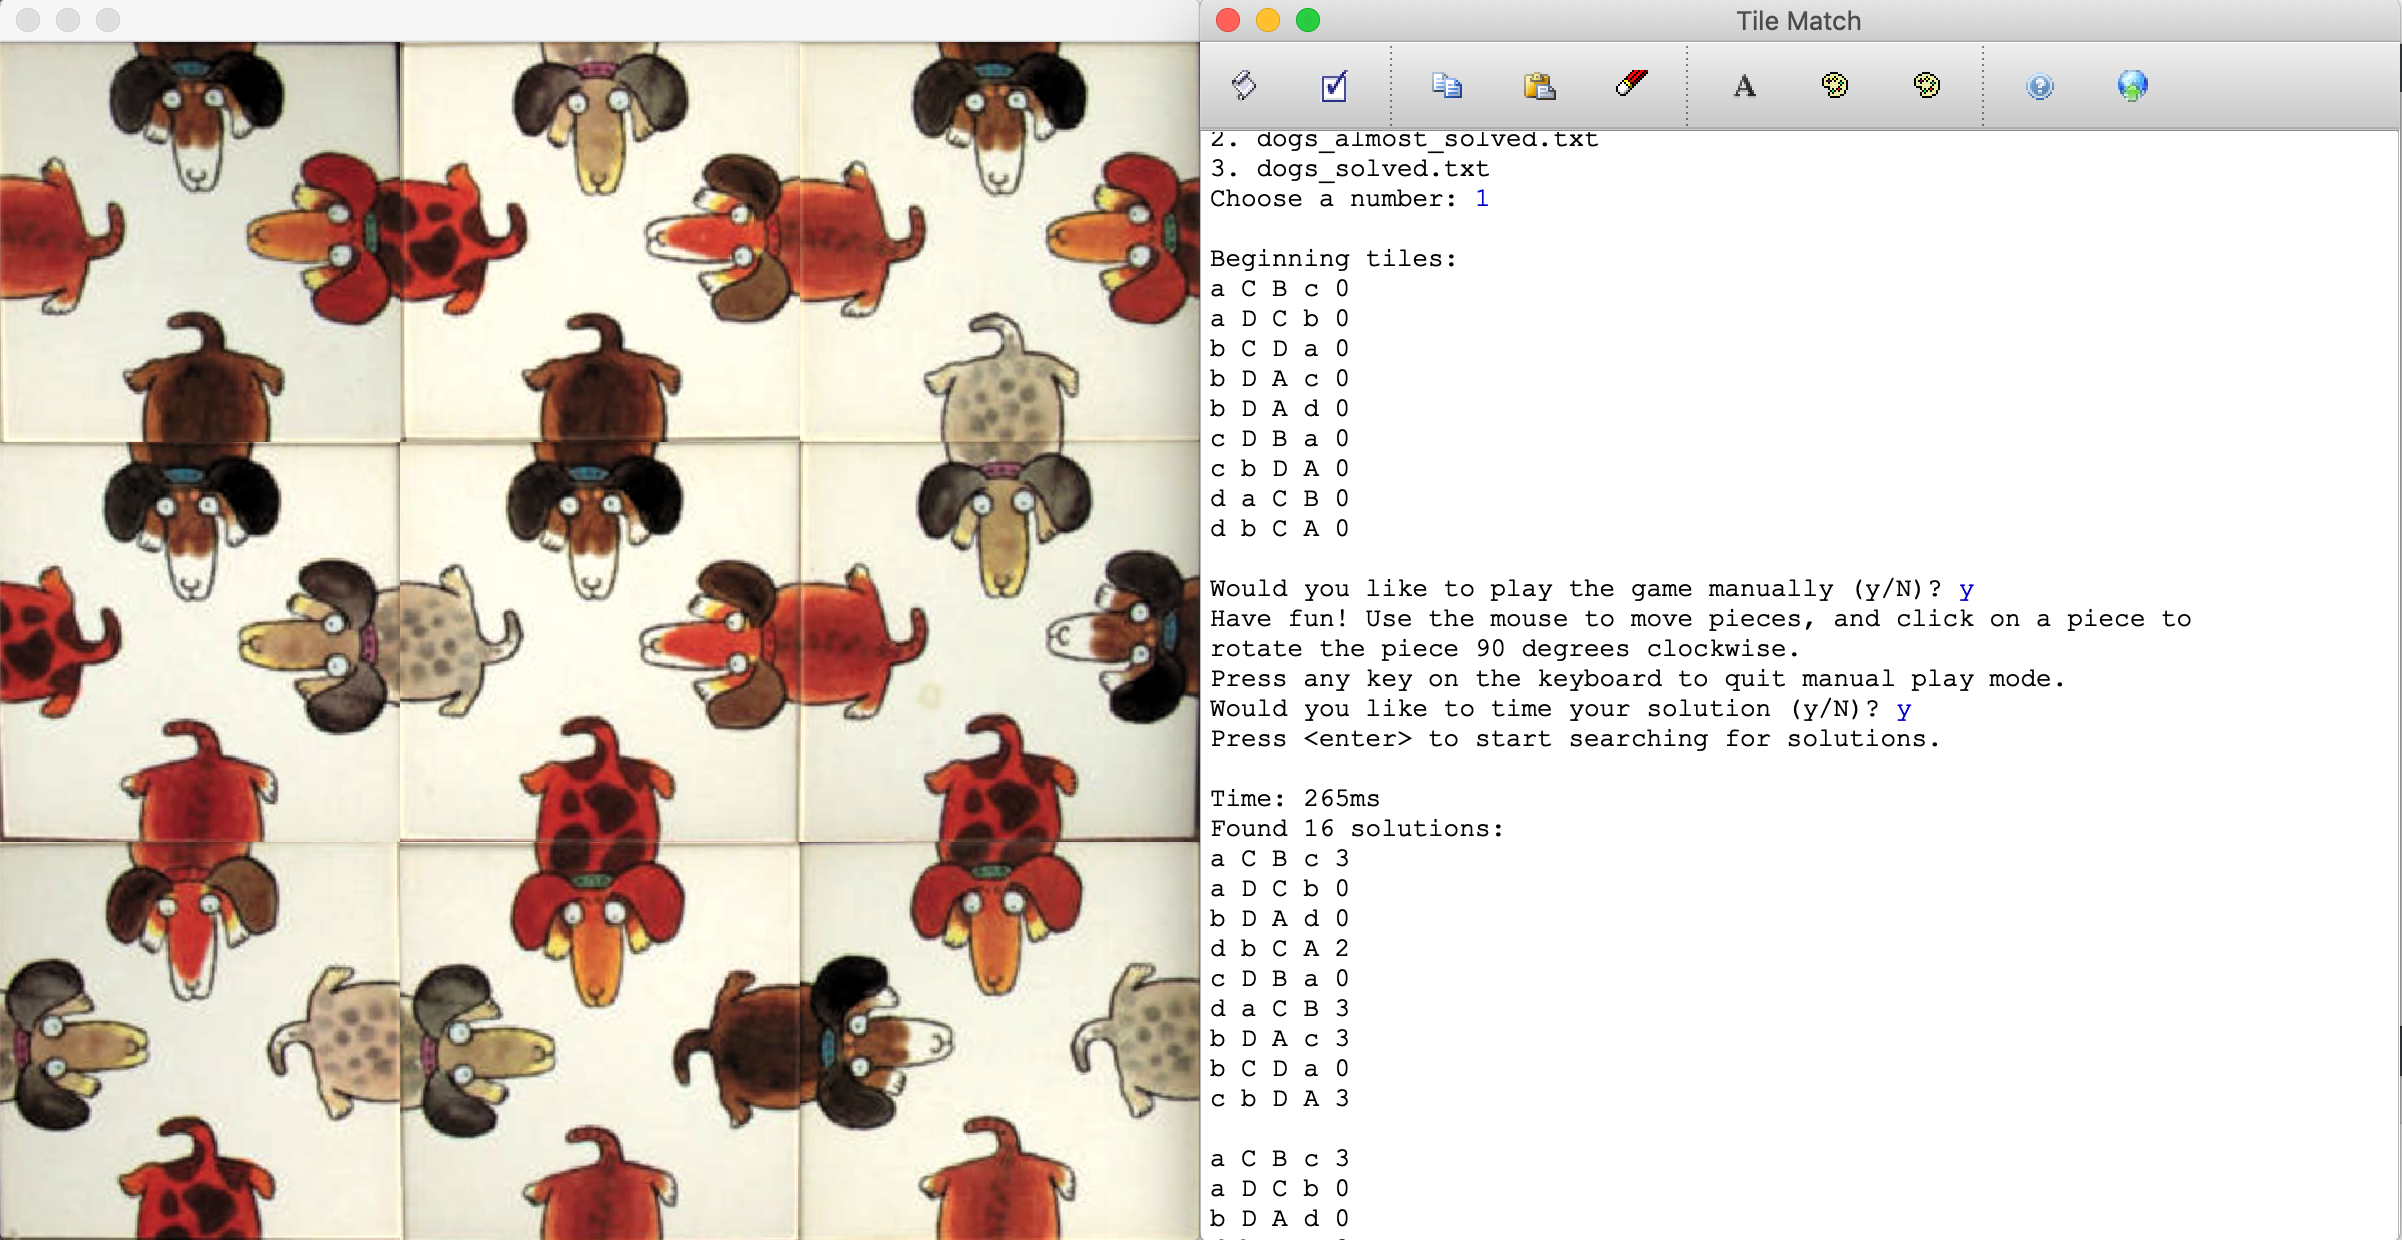 Tile Match
A
2. dogs_almost_solved.txt
3. dogs_solved.txt
Choose a number: 1
Beginning tiles:
a C B c 0
a D C b 0
b C D a 0
b D A c 0
b D A d 0
c D B a 0
c b D A 0
d a C B 0
d b C A 0
Would you like to play the game manually (y/N)? y
Have fun! Use the mouse to move pieces, and click on a piece to
rotate the piece 90 degrees clockwise.
Press any key on the keyboard to quit manual play mode.
Would you like to time your solution (y/N)? y
Press <enter> to start searching for solutions.
Time: 265ms
Found 16 solutions:
a C B c 3
a D C b 0
b D A d 0
d b C A 2
c D B a 0
d a C B 3
b D A c 3
b C D a 0
c b D A 3
a C B c 3
a D C b 0
b D A d 0